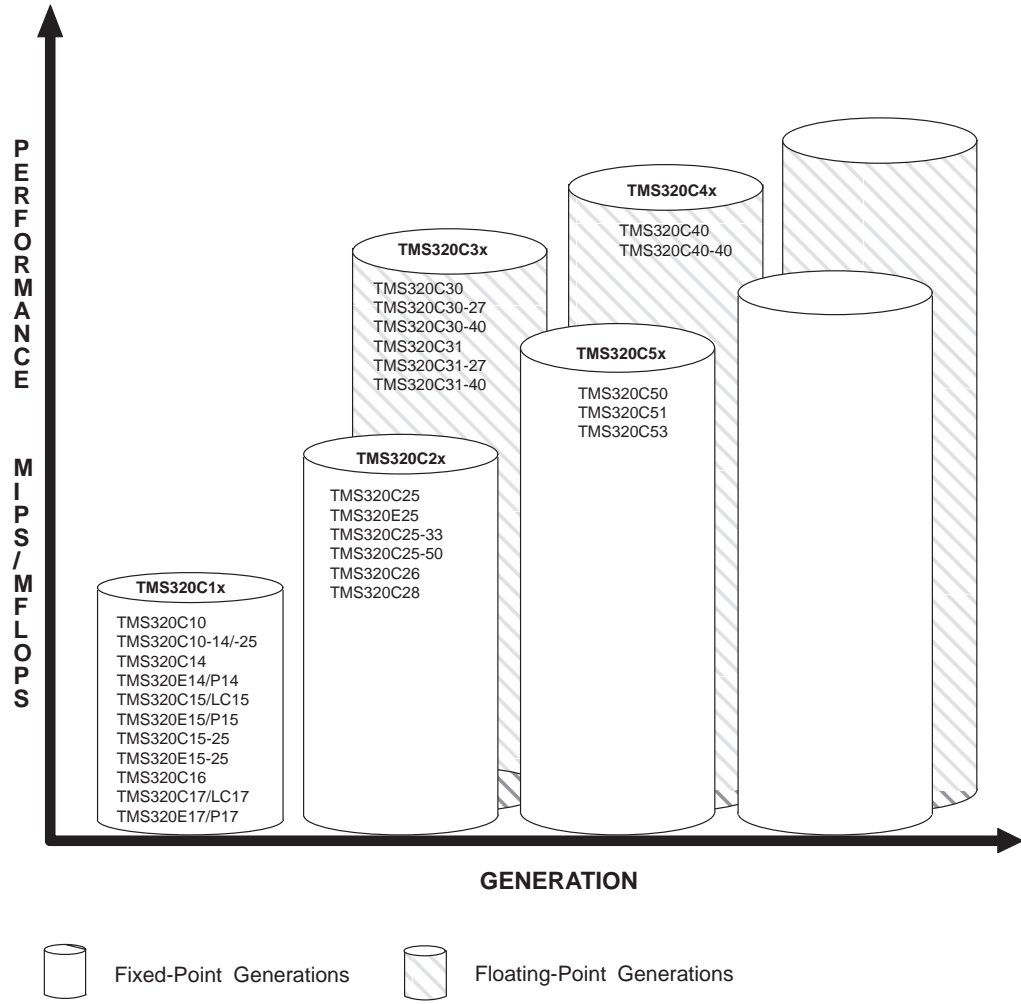 PERFORMANCE
MIPS/MFLOPS
TMS320C1x
TMS320C10
TMS320C10-14/-25
TMS320C14
TMS320E14/P14
TMS320C15/LC15
TMS320E15/P15
TMS320C15-25
TMS320E15-25
TMS320C16
TMS320C17/LC17
TMS320E17/P17
TMS320C2x
TMS320C25
TMS320E25
TMS320C25-33
TMS320C25-50
TMS320C26
TMS320C28
TMS320C3x
TMS320C30
TMS320C30-27
TMS320C30-40
TMS320C31
TMS320C31-27
TMS320C31-40
TMS320C5x
TMS320C50
TMS320C51
TMS320C53
TMS320C4x
TMS320C40
TMS320C40-40
GENERATION
Fixed-Point Generations
Floating-Point Generations